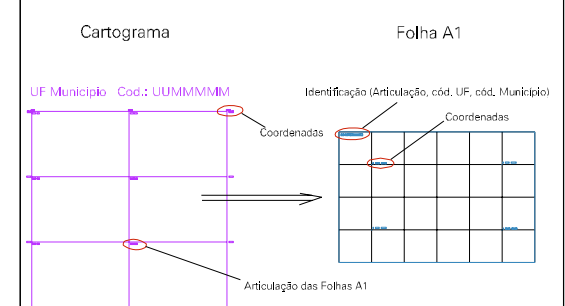 Cartograma
Folha A1
UF Municipio Cod.: UUMMMMM
Identificação (Articulação, cód. UF, cód. Município)
Coordenadas
Coordenadas
Articulação das Folhas A1